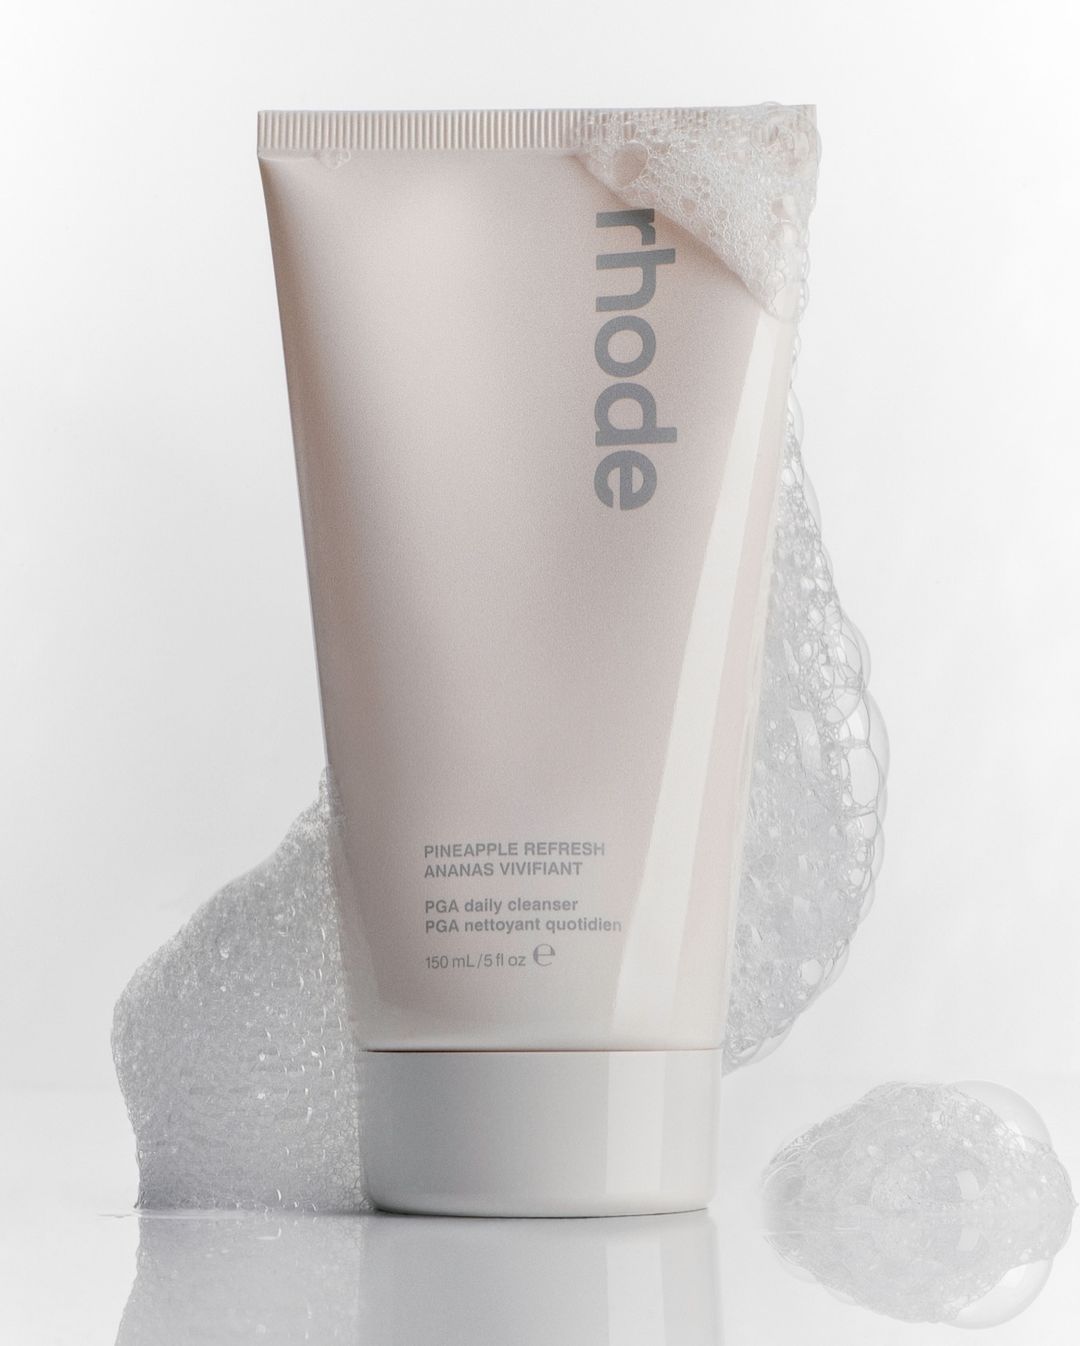 rhode
PINEAPPLE REFRESH
ANANAS VIVIFIANT
PGA daily cleanser
PGA nettoyant quotidien
150 mL/5 fl oz ℮